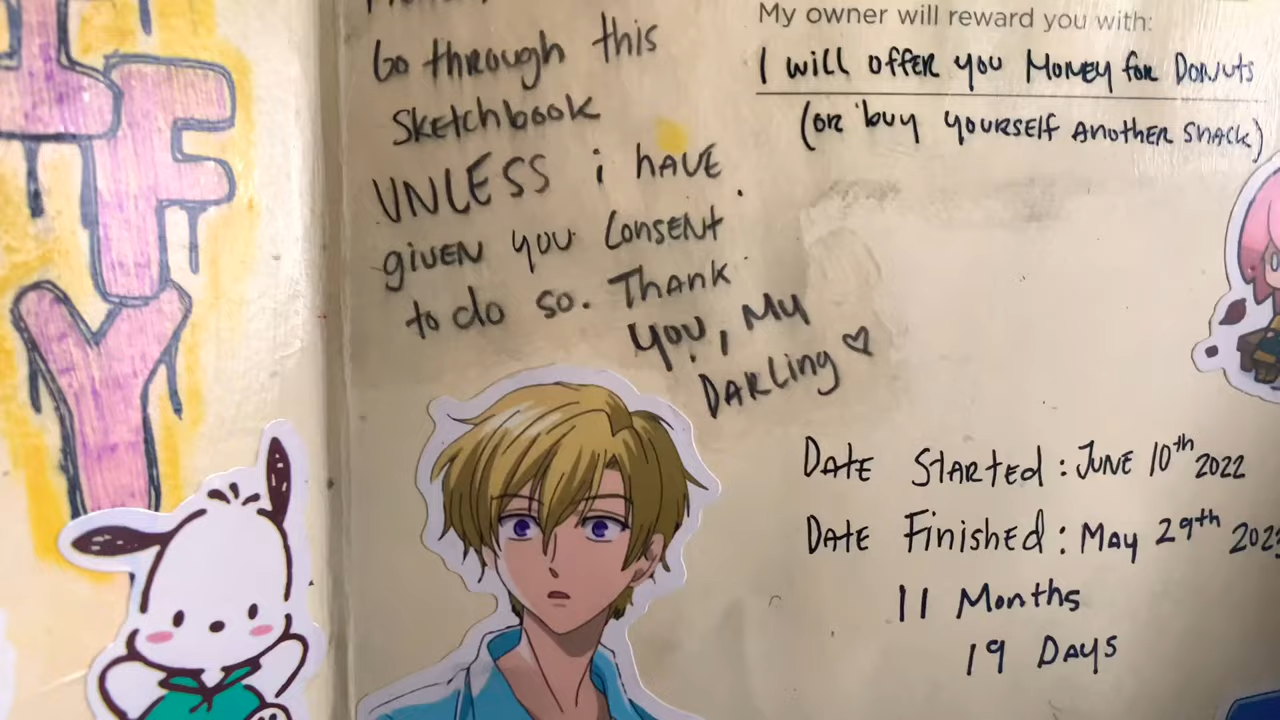 F
Y
Go through this
Sketchbook
UNLESS i HAVE
given you Consent
to do so. Thank
you, My
DARLing ♡
My owner will reward you with:
I will offer you Money for Donuts
(or buy yourself another snack)
Date Started: June 10th 2022
Date Finished: May 29th 202
11 Months
19 Days